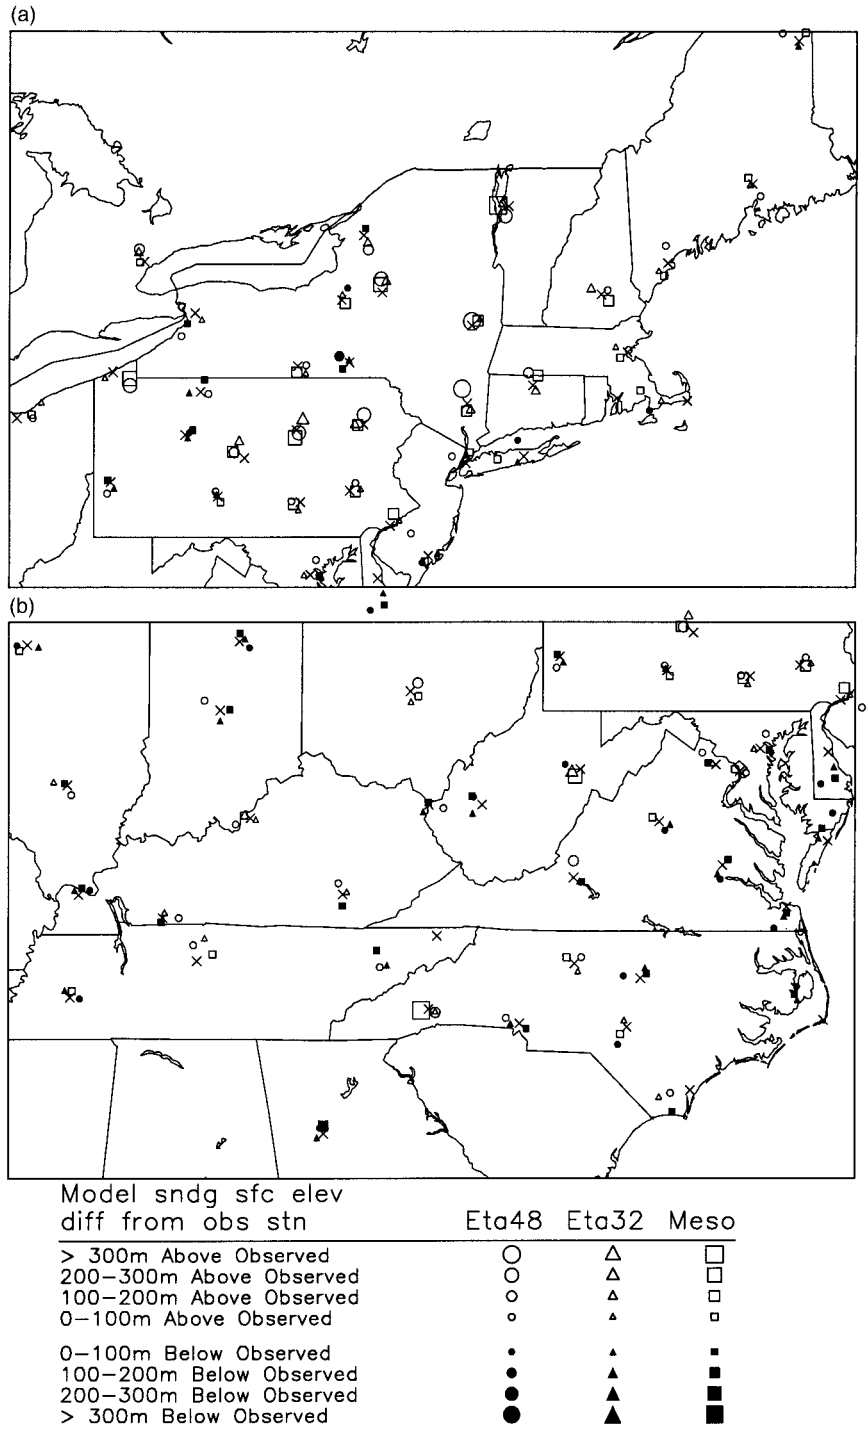 (a)
(b)
Model sndg sfc elev
diff from obs stn Eta48 Eta32 Meso
> 300m Above Observed
200-300m Above Observed
100-200m Above Observed
0-100m Above Observed
0-100m Below Observed
100-200m Below Observed
200-300m Below Observed
> 300m Below Observed